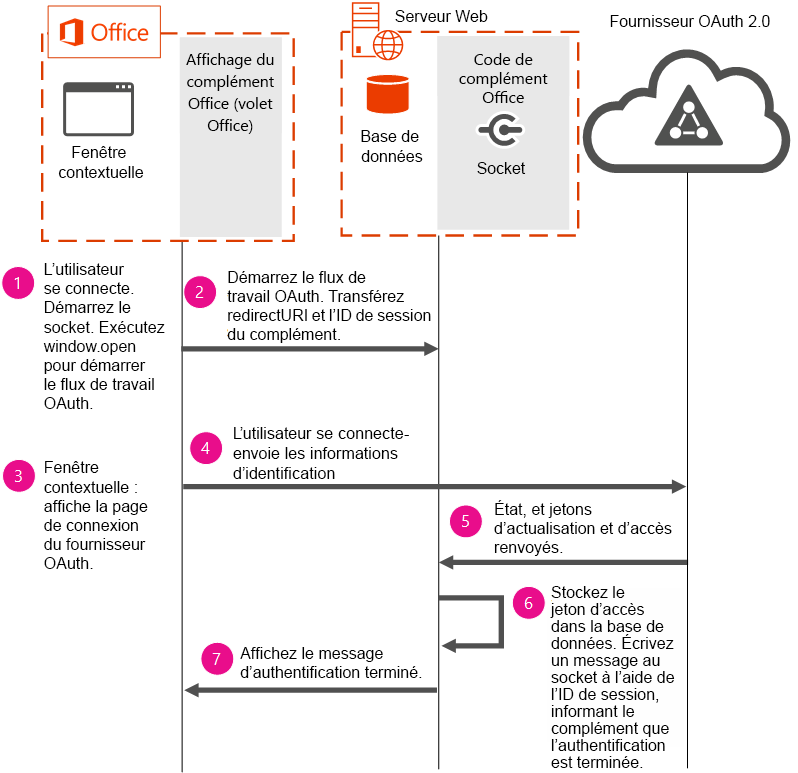 Office
Affichage du
complément
Office (volet
Office)
Fenêtre
contextuelle
Serveur Web
Base de
données
Code de
complément
Office
Socket
Fournisseur OAuth 2.0
1
L’utilisateur
se connecte.
Démarrez le
socket. Exécutez
window.open
pour démarrer
le flux de travail
OAuth.
2
Démarrez le flux de
travail OAuth. Transférez
redirectURI et l’ID de session
du complément.
3
Fenêtre
contextuelle :
affiche la page
de connexion
du fournisseur
OAuth.
4
L’utilisateur se connecte-
envoie les informations
d’identification
5
État, et jetons
d’actualisation et d’accès
renvoyés.
6
Stockez le
jeton d’accès
dans la base de
données. Écrivez
un message au
socket à l’aide de
l’ID de session,
informant le
complément que
l’authentification
est terminée.
7
Affichez le message
d’authentification terminé.